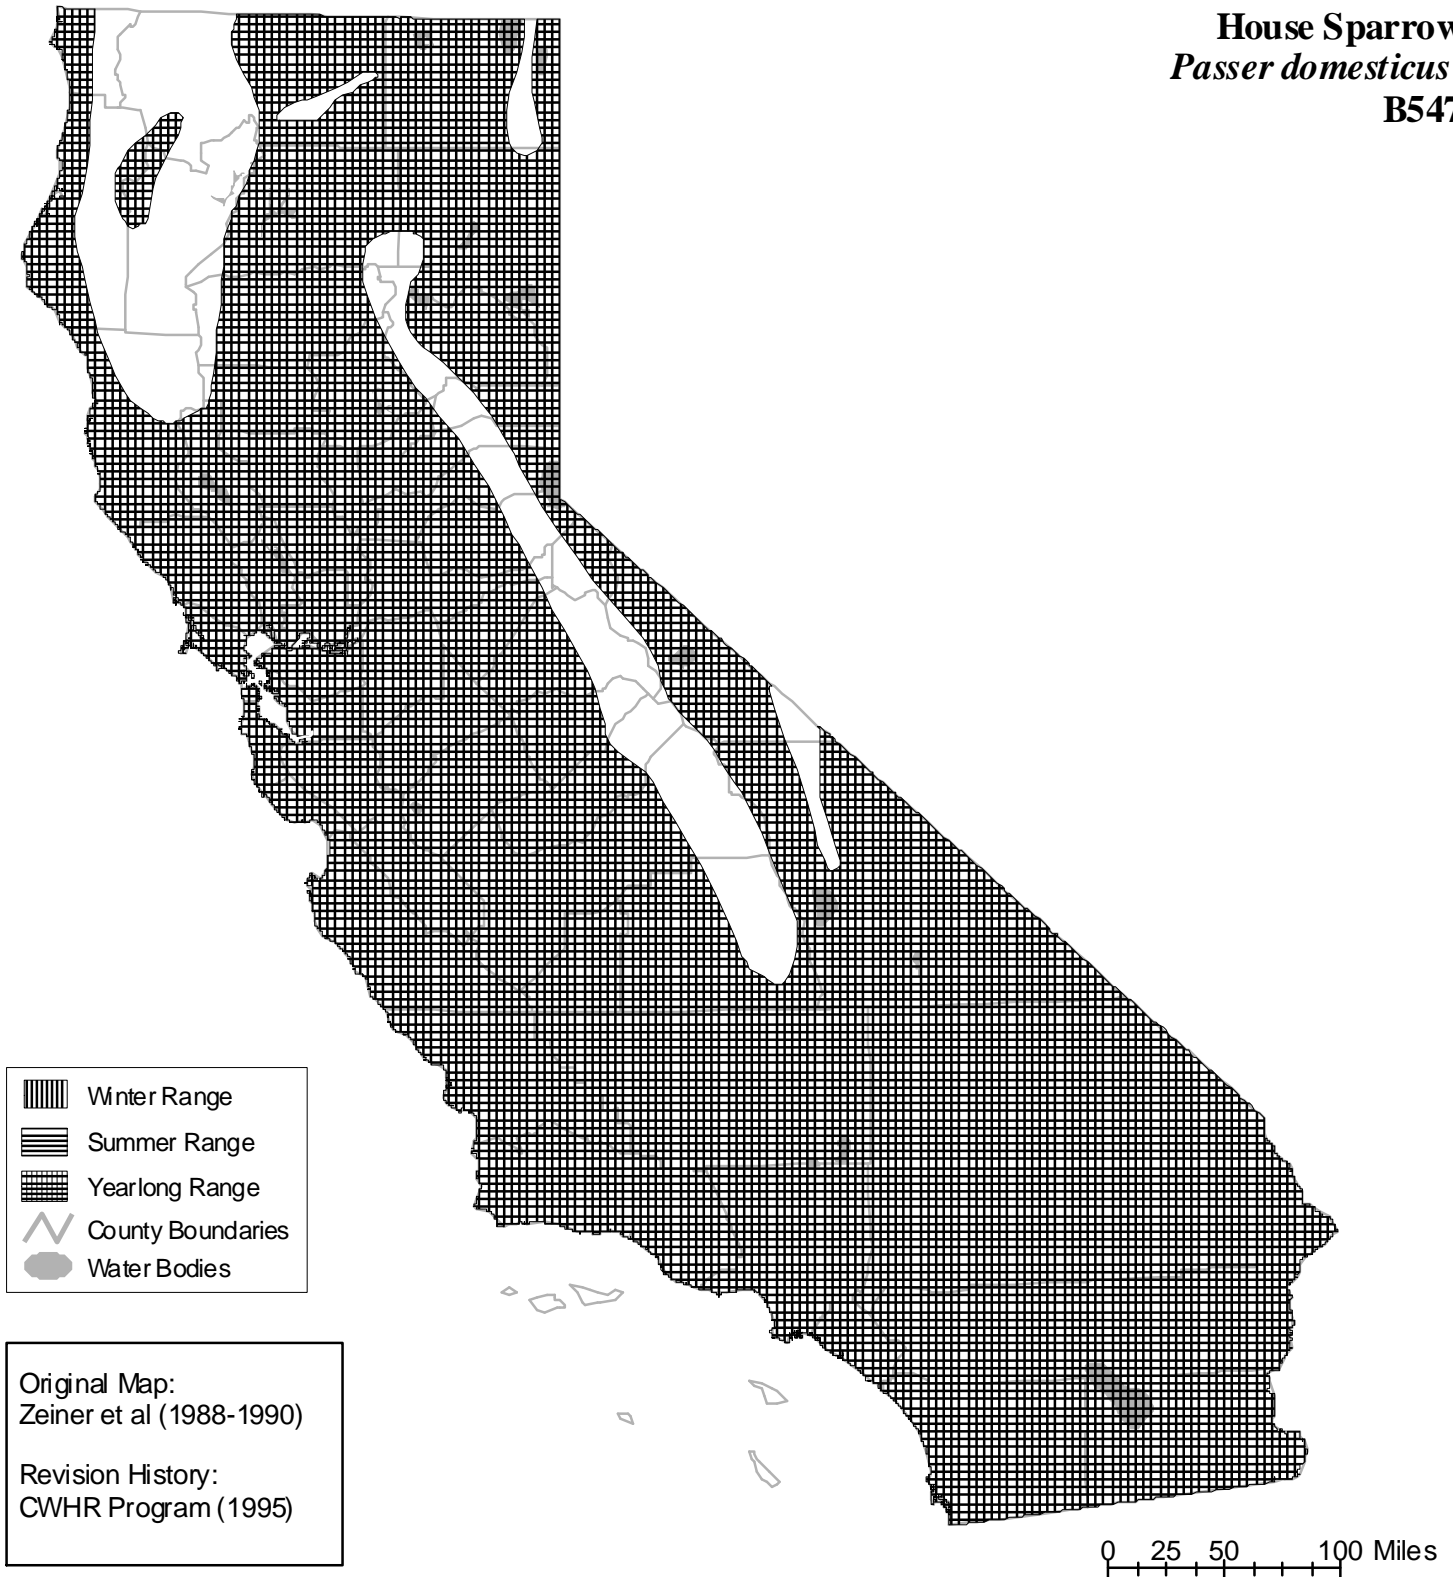 House Sparrow
Passer domesticus
B547
Winter Range
Summer Range
Yearlong Range
County Boundaries
Water Bodies
Original Map:
Zeiner et al (1988-1990)
Revision History:
CWHR Program (1995)
0 25 50 100 Miles